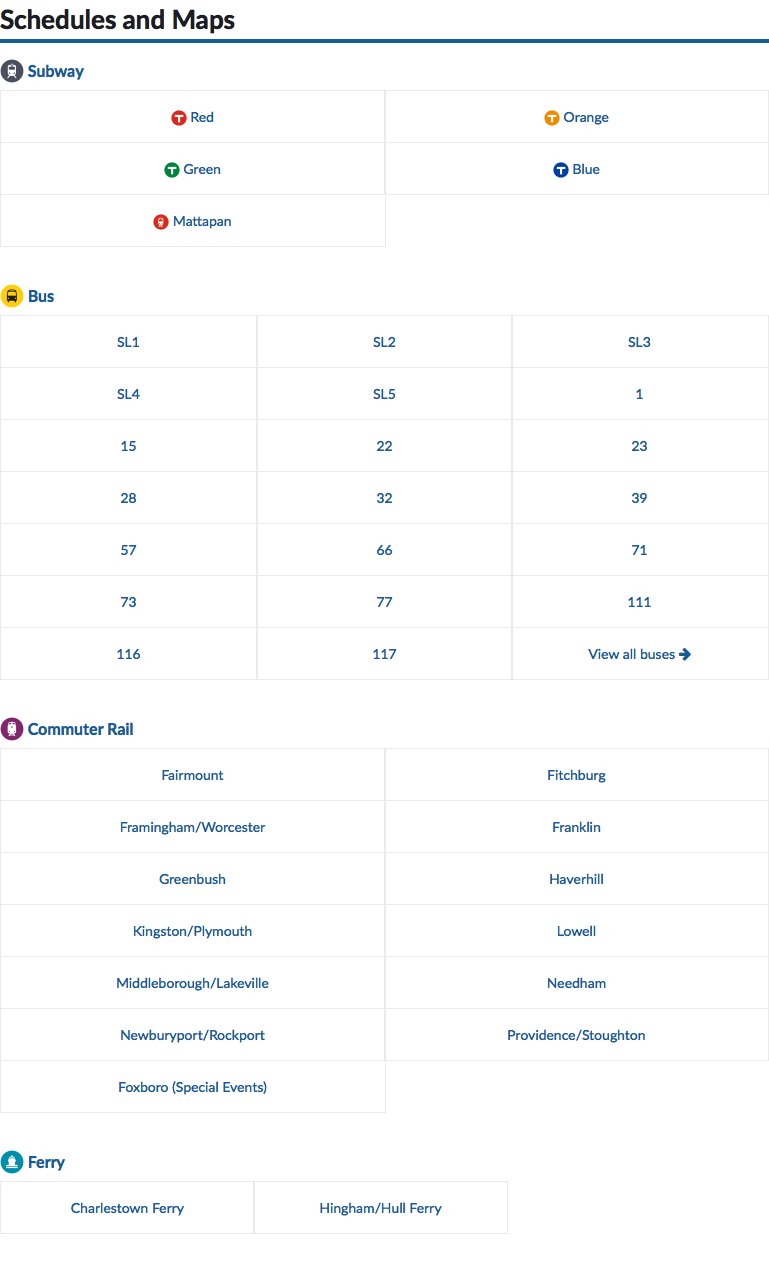 Schedules and Maps
Subway
T Red
T Orange
T Green
T Blue
Mattapan
Bus
SL1
SL2
SL3
SL4
SL5
1
15
22
23
28
32
39
57
66
71
73
77
111
116
117
View all buses
Commuter Rail
Fairmount
Fitchburg
Framingham/Worcester
Franklin
Greenbush
Haverhill
Kingston/Plymouth
Lowell
Middleborough/Lakeville
Needham
Newburyport/Rockport
Providence/Stoughton
Foxboro (Special Events)
Ferry
Charlestown Ferry
Hingham/Hull Ferry